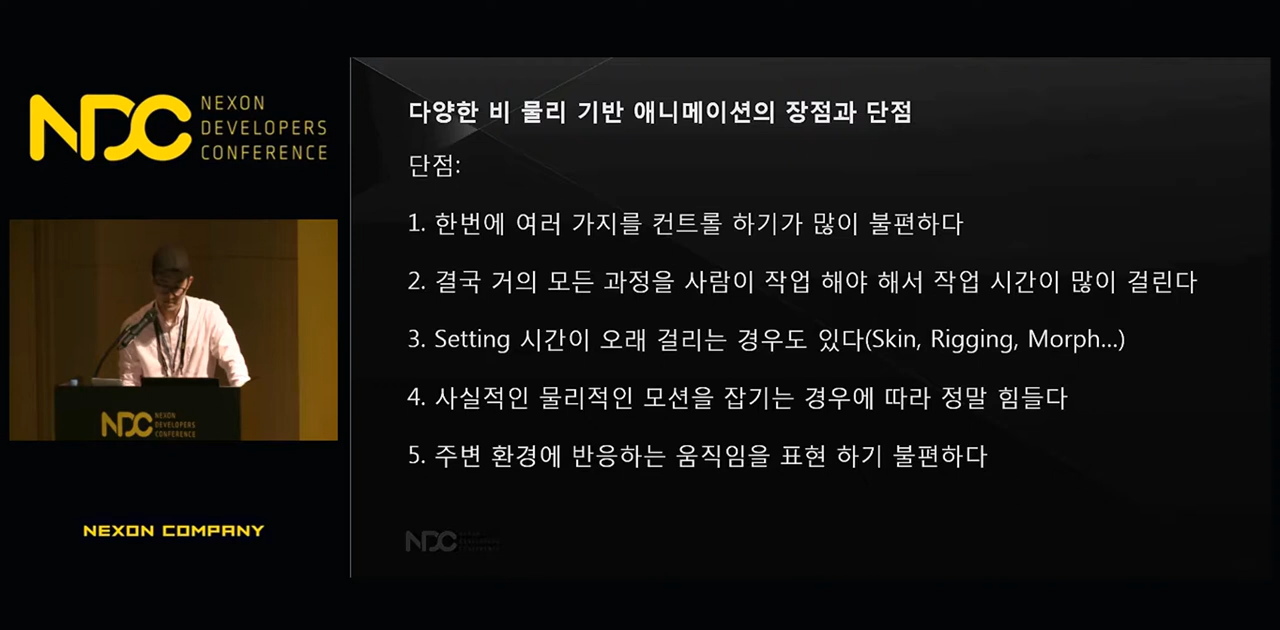 NDC
NEXON
DEVELOPERS
CONFERENCE
다양한 비 물리 기반 애니메이션의 장점과 단점
단점:
1. 한번에 여러 가지를 컨트롤 하기가 많이 불편하다
2. 결국 거의 모든 과정을 사람이 작업 해야 해서 작업 시간이 많이 걸린다
3. Setting 시간이 오래 걸리는 경우도 있다(Skin, Rigging, Morph...)
4. 사실적인 물리적인 모션을 잡기는 경우에 따라 정말 힘들다
5. 주변 환경에 반응하는 움직임을 표현 하기 불편하다
NDC
NEXON
DEVELOPERS
CONFERENCE
NEXON COMPANY
NDC